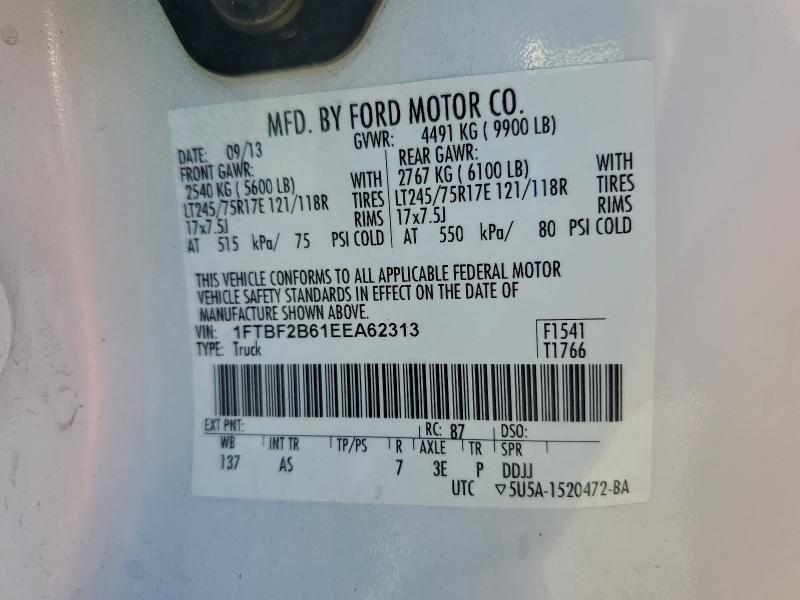 MFD. BY FORD MOTOR CO.
DATE: 09/13 GVWR: 4491 KG ( 9900 LB)
FRONT GAWR: REAR GAWR:
2540 KG ( 5600 LB) WITH 2767 KG ( 6100 LB) WITH
LT245/75R17E 121/118R TIRES LT245/75R17E 121/118R TIRES
17x7.5J RIMS 17x7.5J RIMS
AT 515 kPa/ 75 PSI COLD AT 550 kPa/ 80 PSI COLD
THIS VEHICLE CONFORMS TO ALL APPLICABLE FEDERAL MOTOR
VEHICLE SAFETY STANDARDS IN EFFECT ON THE DATE OF
MANUFACTURE SHOWN ABOVE.
VIN: 1FTBF2B61EEA62313 F1541
TYPE: Truck T1766
EXT PNT: RC: 87 DSO:
WB INT TR TP/PS R AXLE TR SPR
137 AS 7 3E P DDJJ
UTC ▽5U5A-1520472-BA